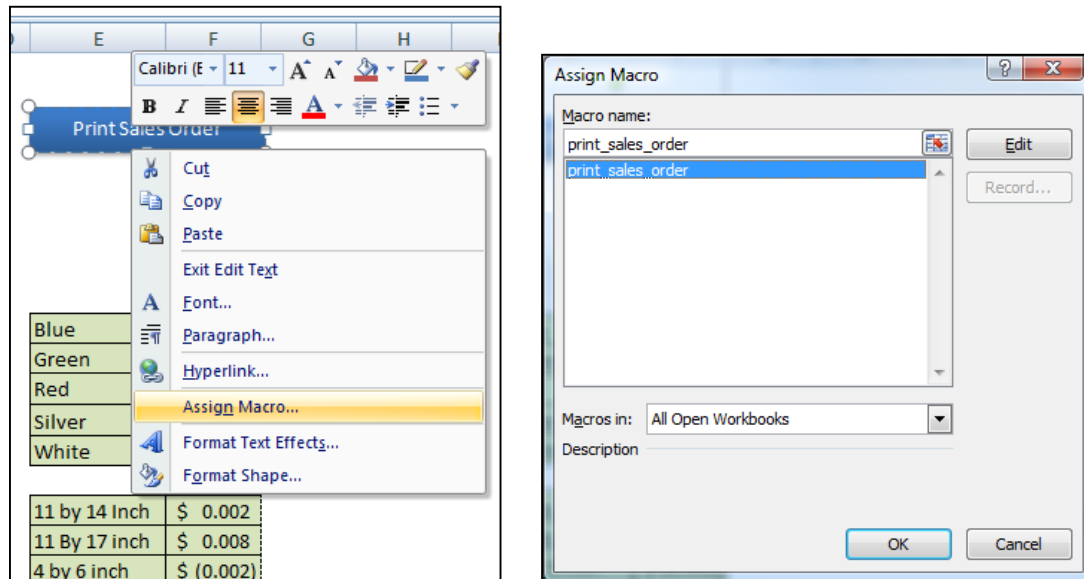 E F G H
Calibri (E 11 A A
B I A
Print Sales Order
Cut
Copy
Paste
Exit Edit Text
A Font...
Paragraph...
Hyperlink...
Assign Macro...
Format Text Effects...
Format Shape...
Blue
Green
Red
Silver
White
11 by 14 Inch $ 0.002
11 By 17 inch $ 0.008
4 by 6 inch $ (0.002)
Assign Macro
Macro name:
print_sales_order
Edit
print_sales_order
Record...
Macros in: All Open Workbooks
Description
OK Cancel